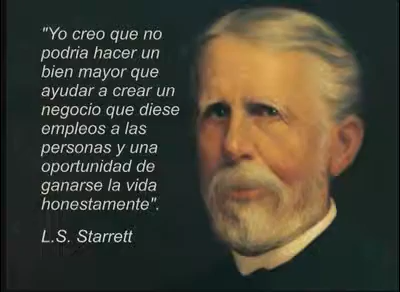 "Yo creo que no
podria hacer un
bien mayor que
ayudar a crear un
negocio que diese
empleos a las
personas y una
oportunidad de
ganarse la vida
honestamente".
L.S. Starrett